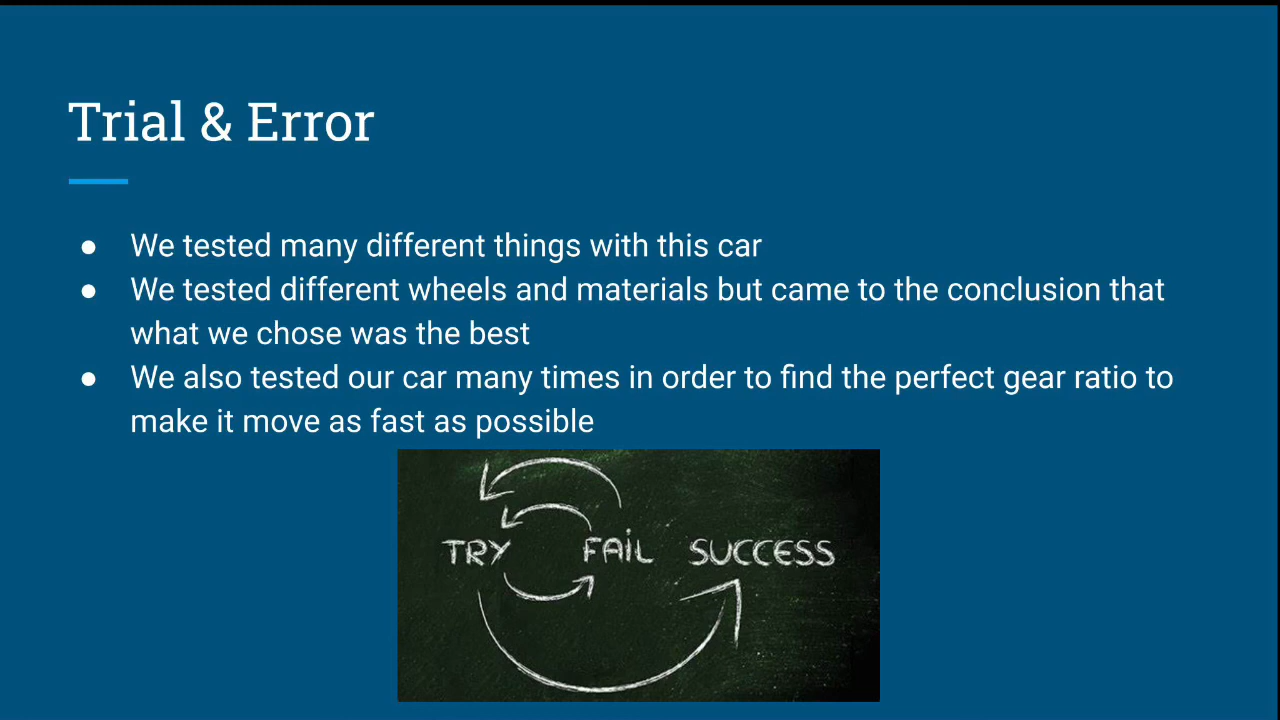 Trial & Error
● We tested many different things with this car
● We tested different wheels and materials but came to the conclusion that
what we chose was the best
● We also tested our car many times in order to find the perfect gear ratio to
make it move as fast as possible
TRY FAiL SUCCESS